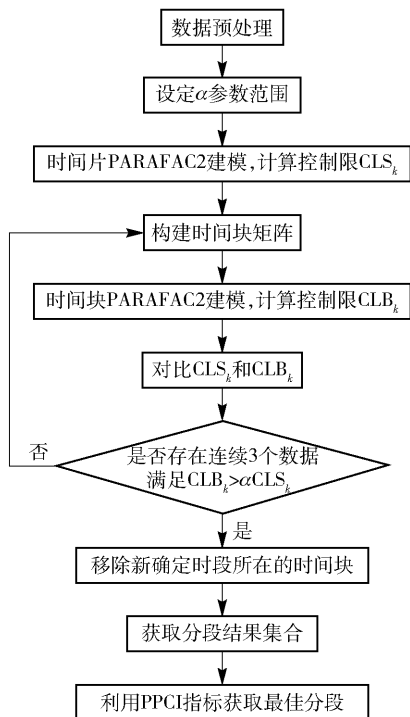 数据预处理
设定α参数范围
时间片PARAFAC2建模,计算控制限CLSₖ
构建时间块矩阵
时间块PARAFAC2建模,计算控制限CLBₖ
对比CLSₖ和CLBₖ
是否存在连续3个数据
满足CLBₖ>αCLSₖ
否
是
移除新确定时段所在的时间块
获取分段结果集合
利用PPCI指标获取最佳分段